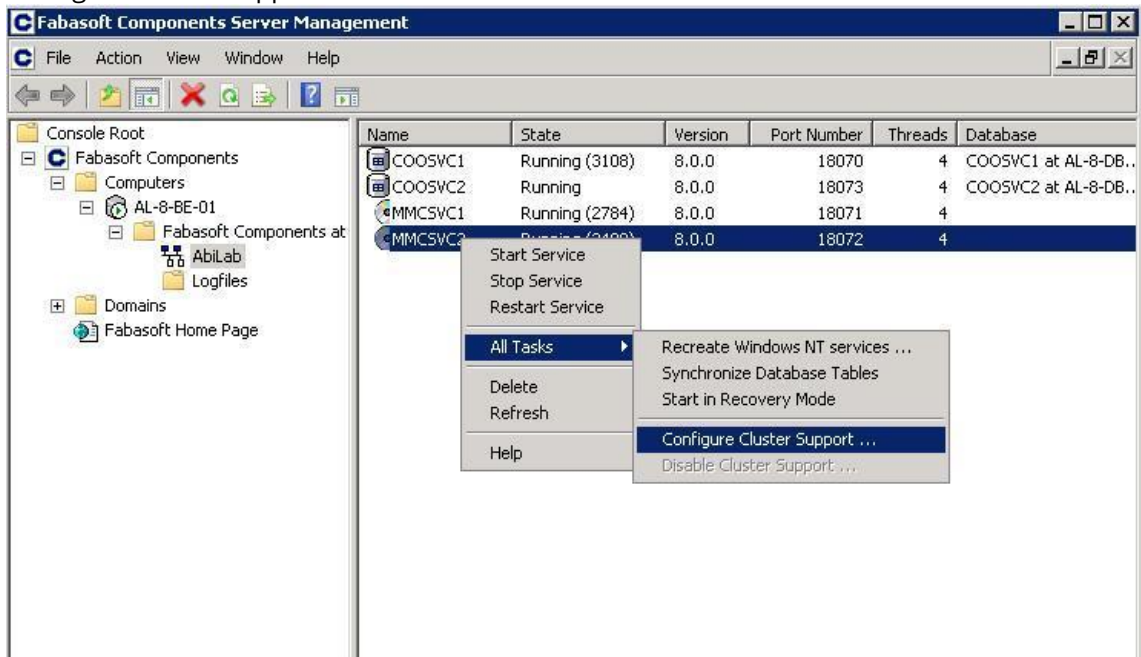 Fabasoft Components Server Management
File Action View Window Help
Console Root
Fabasoft Components
Computers
AL-8-BE-01
Fabasoft Components at
AbiLab
Logfiles
Domains
Fabasoft Home Page
Name State Version Port Number Threads Database
COOSVC1 Running (3108) 8.0.0 18070 4 COOSVC1 at AL-8-DB..
COOSVC2 Running 8.0.0 18073 4 COOSVC2 at AL-8-DB..
MMCSVC1 Running (2784) 8.0.0 18071 4
MMCSVC2 8.0.0 18072 4
Start Service
Stop Service
Restart Service
All Tasks
Delete
Refresh
Help
Recreate Windows NT services ...
Synchronize Database Tables
Start in Recovery Mode
Configure Cluster Support ...
Disable Cluster Support ...